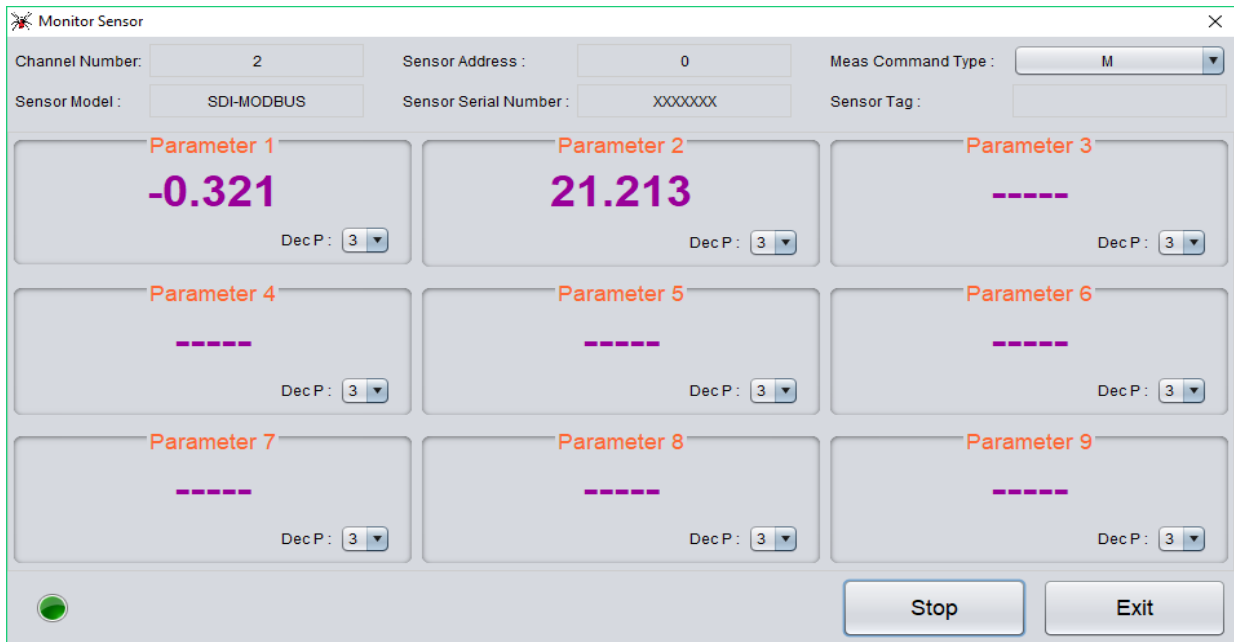 Monitor Sensor
Channel Number: 2 Sensor Address : 0 Meas Command Type : M
Sensor Model : SDI-MODBUS Sensor Serial Number : XXXXXXX Sensor Tag :
Parameter 1 Parameter 2 Parameter 3
-0.321 21.213 -----
Dec P : 3 Dec P : 3 Dec P : 3
Parameter 4 Parameter 5 Parameter 6
----- ----- -----
Dec P : 3 Dec P : 3 Dec P : 3
Parameter 7 Parameter 8 Parameter 9
----- ----- -----
Dec P : 3 Dec P : 3 Dec P : 3
Stop Exit